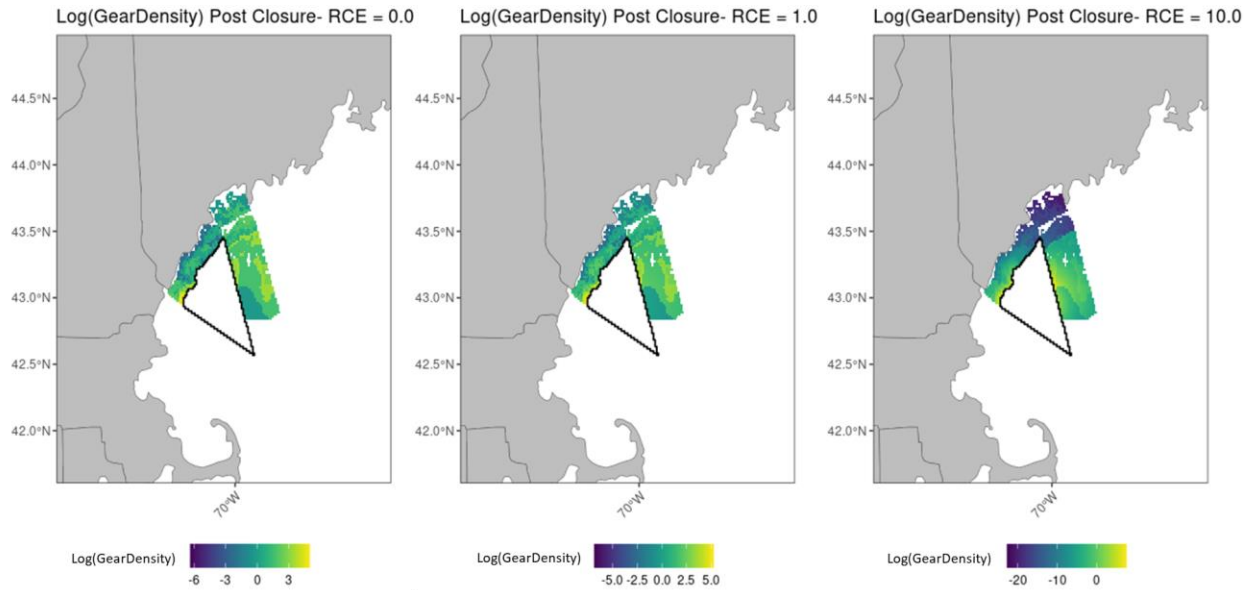 Log(GearDensity) Post Closure- RCE = 0.0
Log(GearDensity) Post Closure- RCE = 1.0
Log(GearDensity) Post Closure- RCE = 10.0
44.5°N
44.0°N
43.5°N
43.0°N
42.5°N
42.0°N
70°W
44.5°N
44.0°N
43.5°N
43.0°N
42.5°N
42.0°N
70°W
44.5°N
44.0°N
43.5°N
43.0°N
42.5°N
42.0°N
70°W
Log(GearDensity)
-6 -3 0 3
Log(GearDensity)
-5.0 -2.5 0.0 2.5 5.0
Log(GearDensity)
-20 -10 0